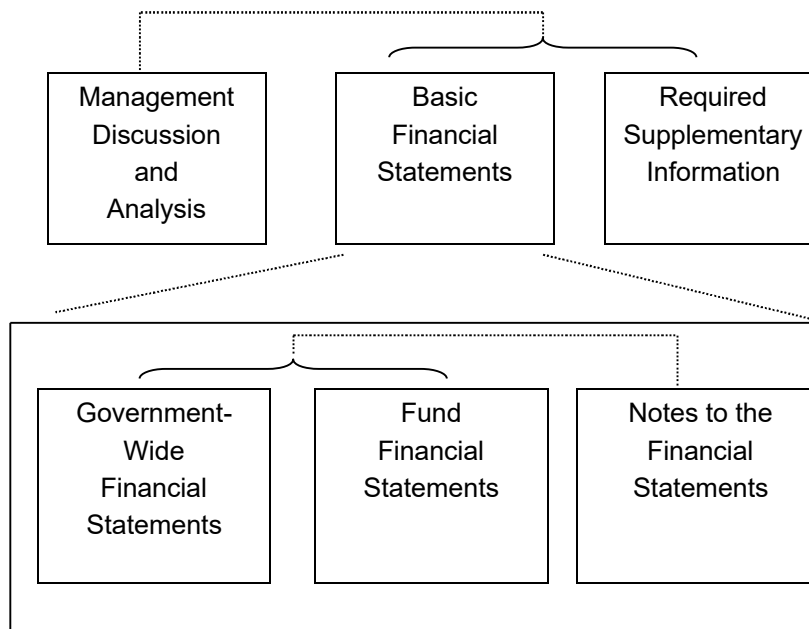 Management
Discussion
and
Analysis
Basic
Financial
Statements
Required
Supplementary
Information
Government-
Wide
Financial
Statements
Fund
Financial
Statements
Notes to the
Financial
Statements